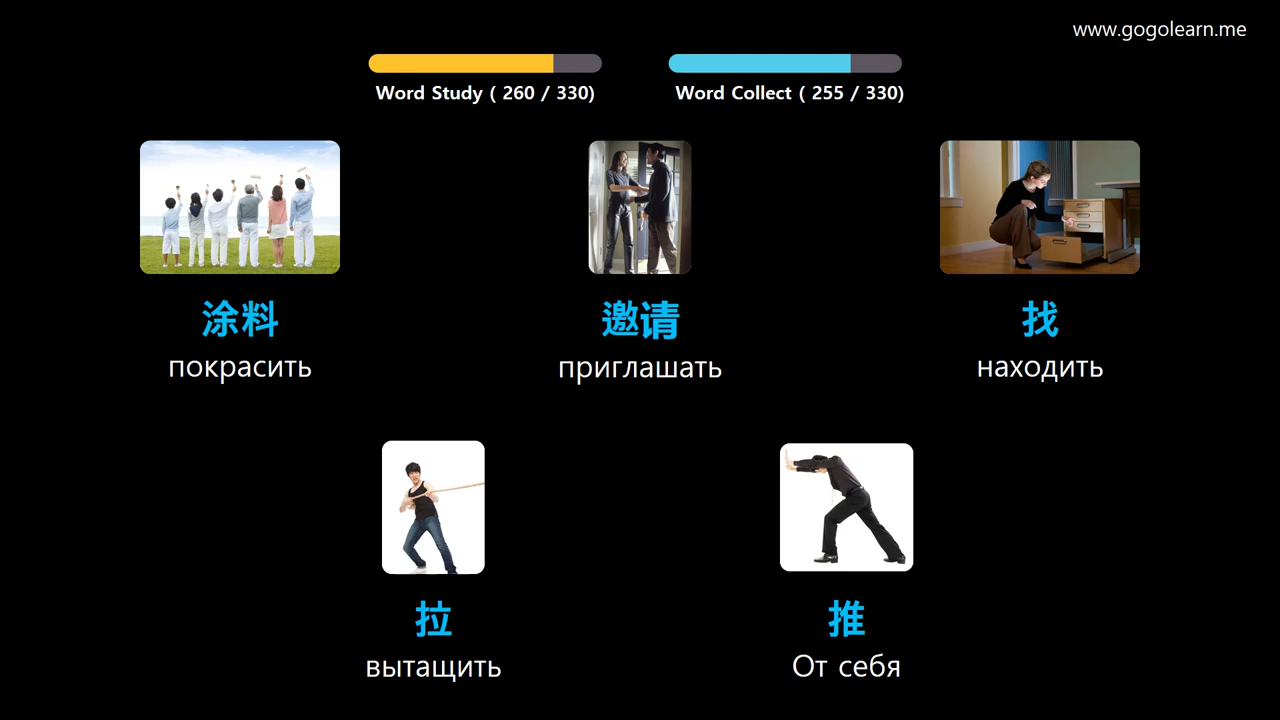 www.gogolearn.me
Word Study ( 260 / 330)
Word Collect ( 255 / 330)
涂料
邀请
找
покрасить
приглашать
находить
拉
推
вытащить
От себя